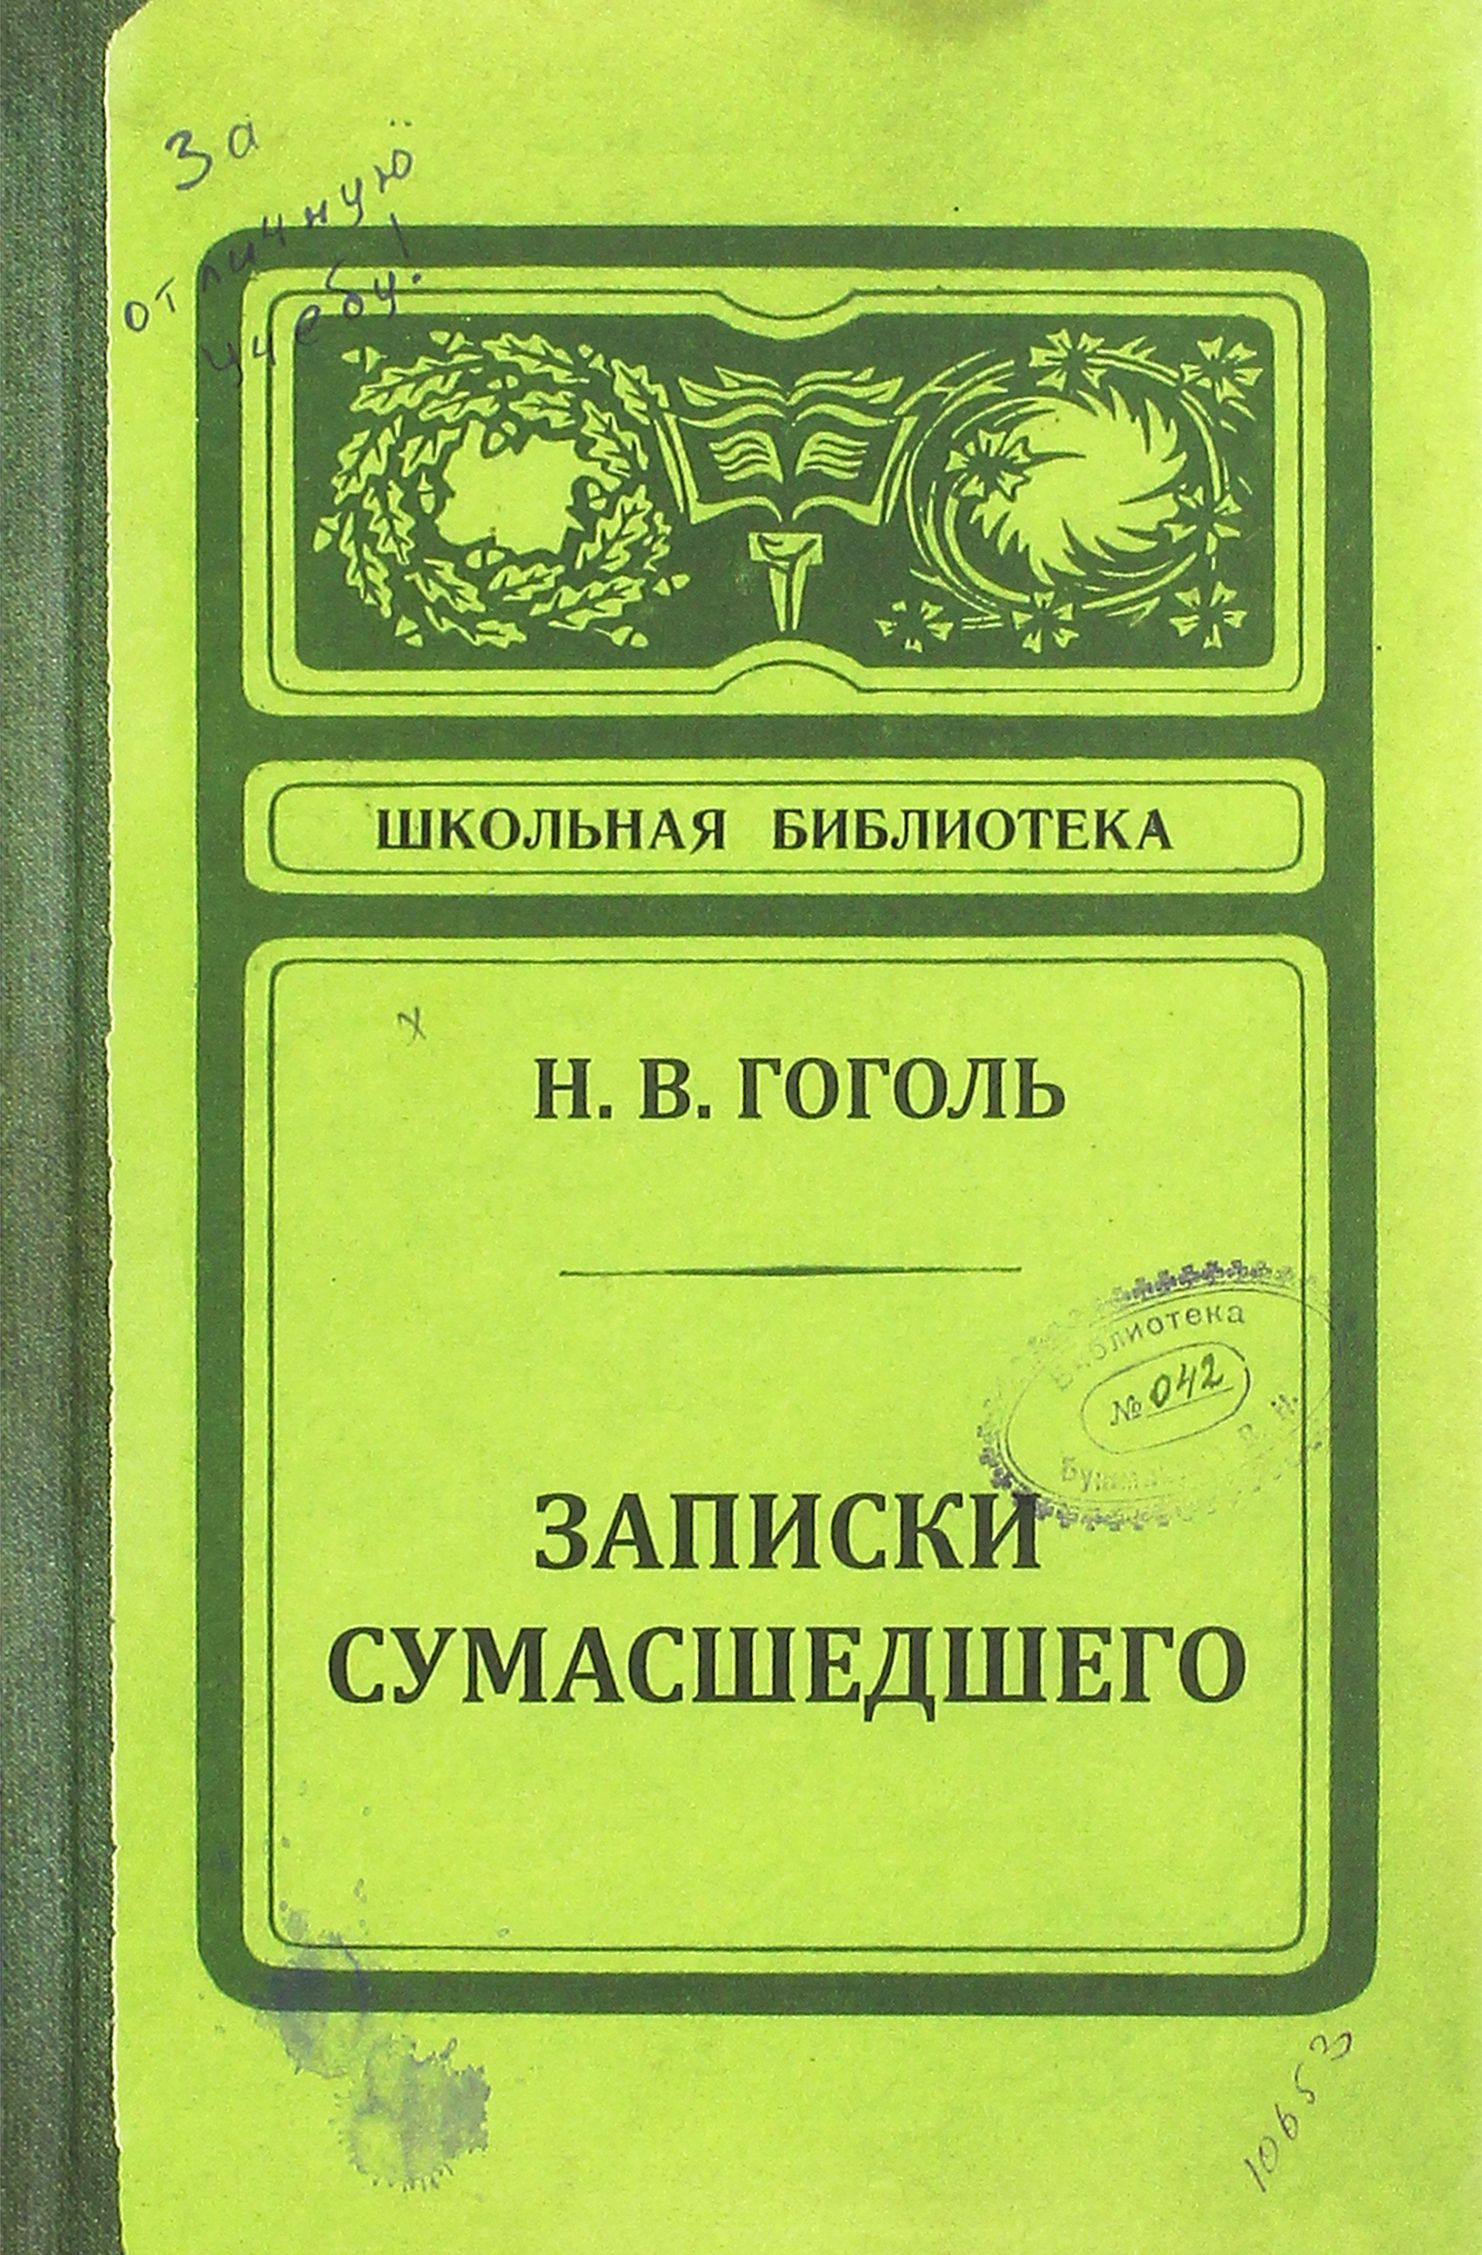 За
отличную
учебу!
ШКОЛЬНАЯ БИБЛИОТЕКА
х
Н. В. ГОГОЛЬ
Библиотека
№ 042
ЗАПИСКИ
СУМАСШЕДШЕГО
10653